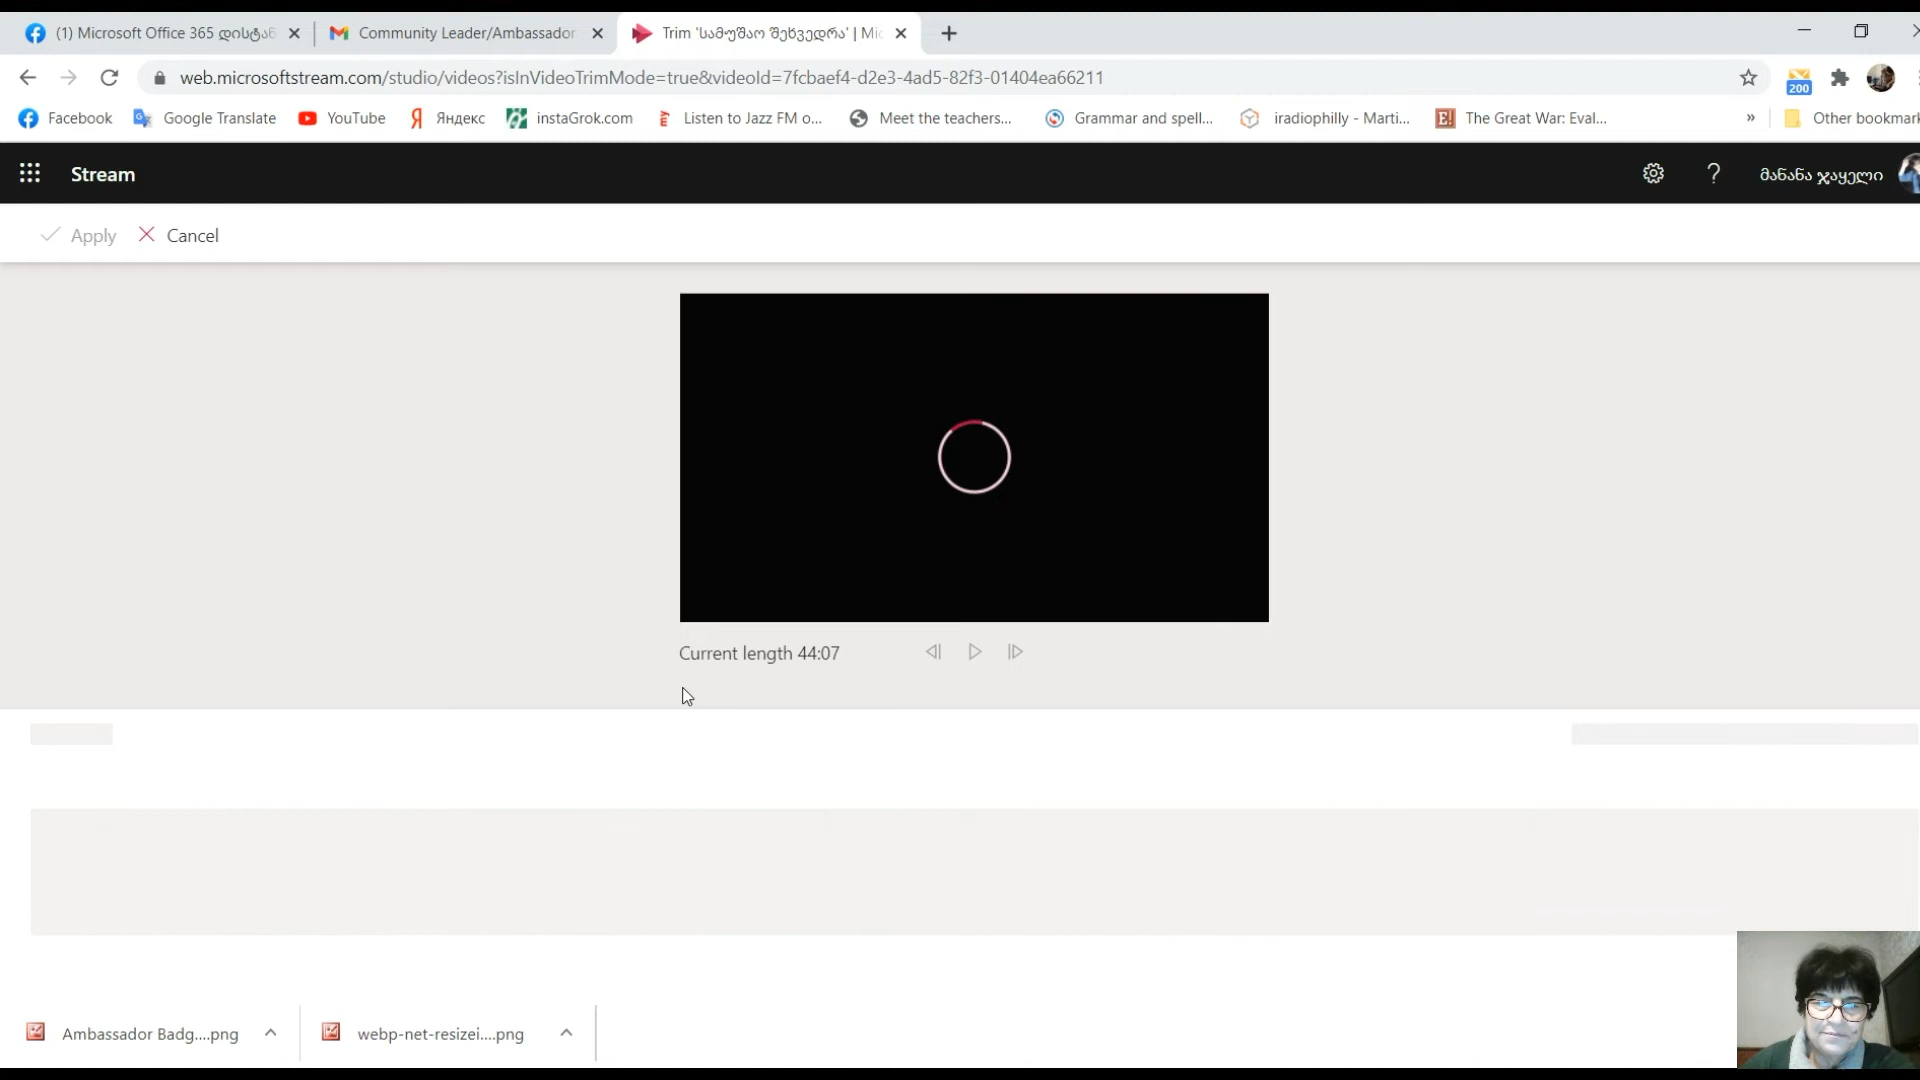 (1) Microsoft Office 365 დისტან
Community Leader/Ambassador
Trim 'სამუშაო შეხვედრა' | Mic
web.microsoftstream.com/studio/videos?isInVideoTrimMode=true&videoId=7fcbaef4-d2e3-4ad5-82f3-01404ea66211
200
Facebook
Google Translate
YouTube
Яндекс
instaGrok.com
Listen to Jazz FM o...
Meet the teachers...
Grammar and spell...
iradiophilly - Marti...
The Great War: Eval...
»
Other bookmark
Stream
?
მანანა ჯაყელი
Apply
Cancel
Current length 44:07
Ambassador Badg....png
webp-net-resizei....png